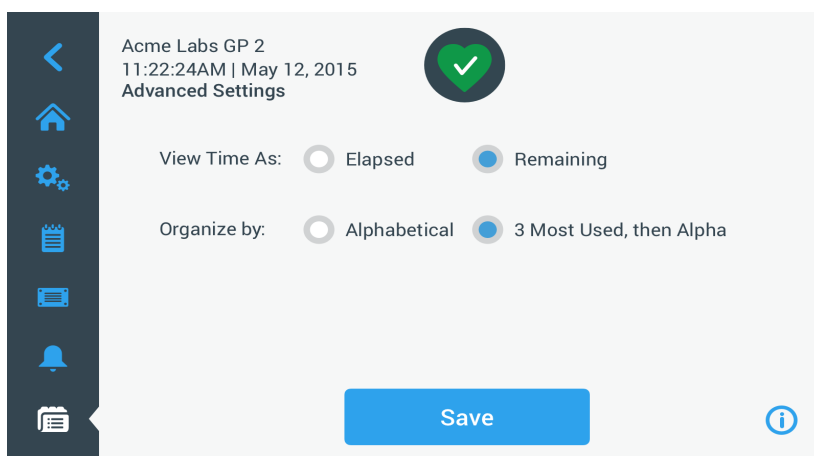 Acme Labs GP 2
11:22:24AM | May 12, 2015
Advanced Settings
View Time As: Elapsed Remaining
Organize by: Alphabetical 3 Most Used, then Alpha
Save